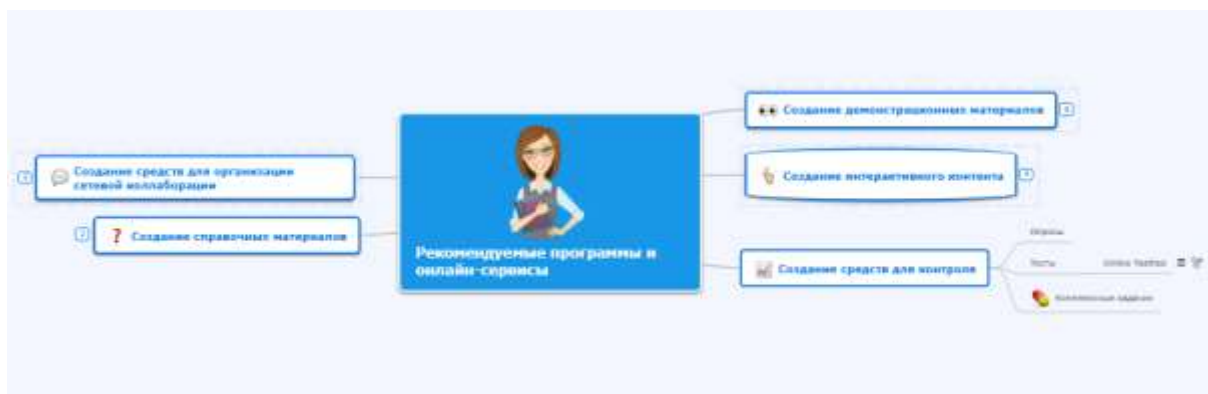 Создание средств для организации
сетевой коллаборации
Создание справочных материалов
Рекомендуемые программы и
онлайн-сервисы
Создание демонстрационных материалов
Создание интерактивного контента
Создание средств для контроля
Опросы
Тесты